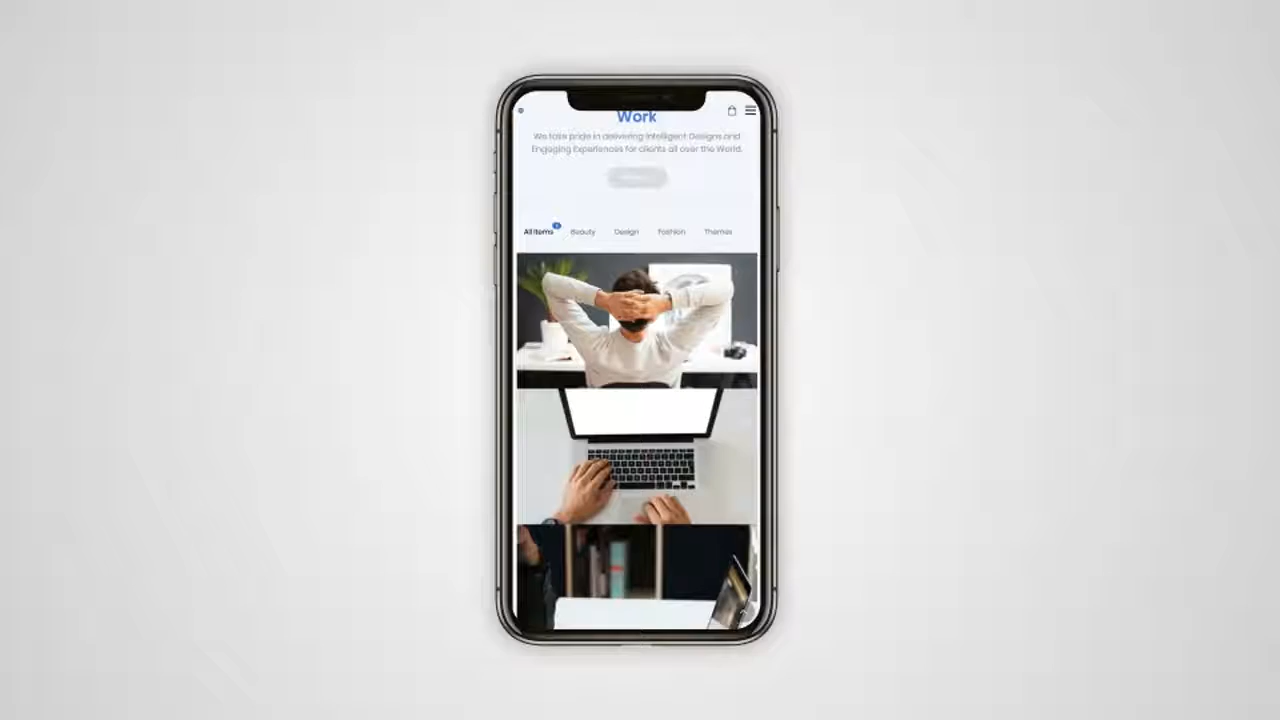 Work
We take pride in delivering Intelligent Designs and
Engaging Experiences for clients all over the World.
All Items
Beauty
Design
Fashion
Themes